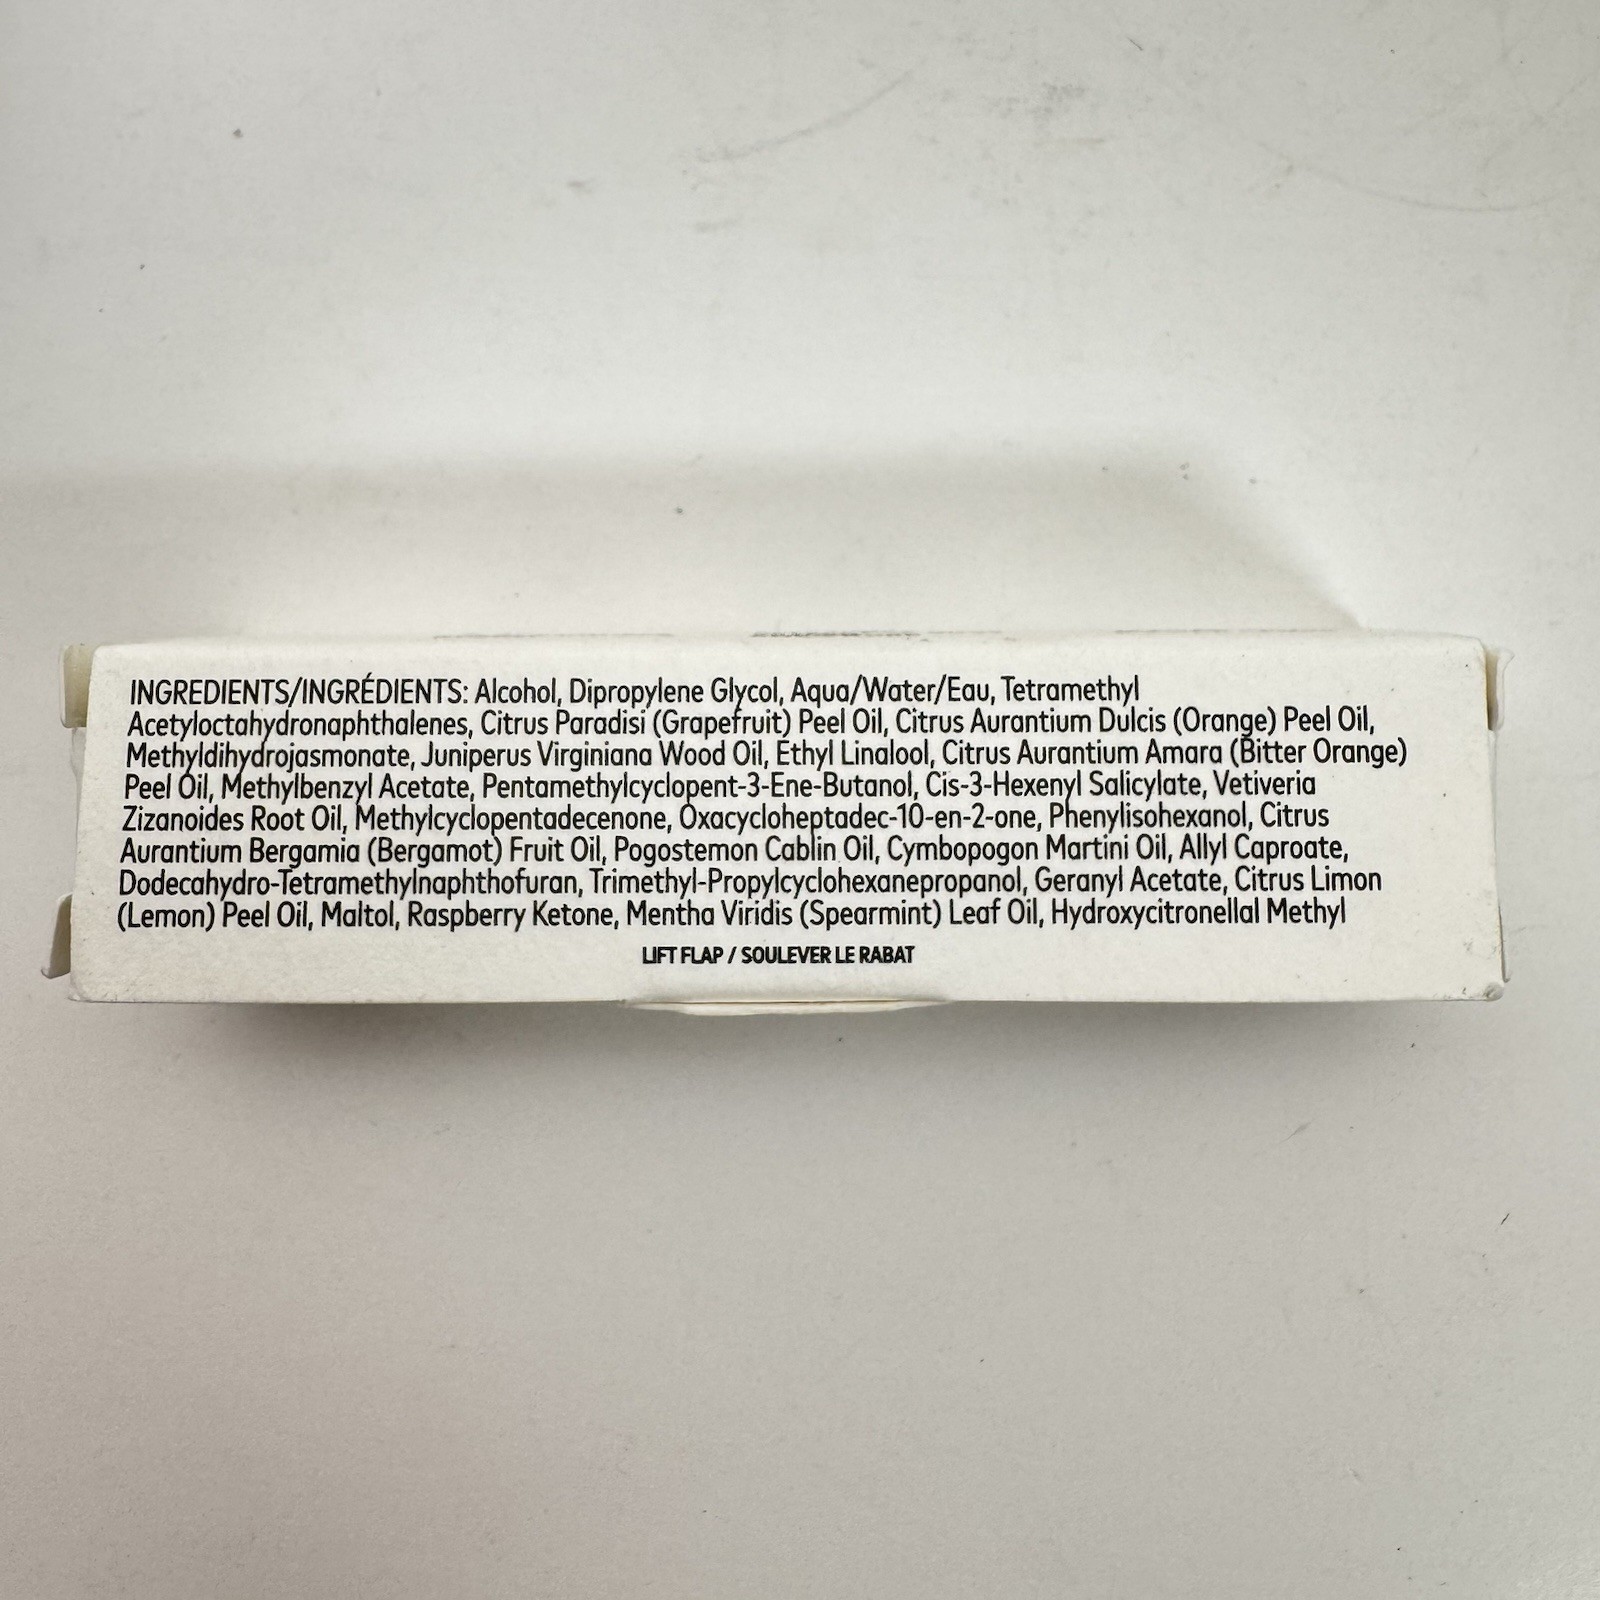 INGREDIENTS/INGRÉDIENTS: Alcohol, Dipropylene Glycol, Aqua/Water/Eau, Tetramethyl
Acetyloctahydronaphthalenes, Citrus Paradisi (Grapefruit) Peel Oil, Citrus Aurantium Dulcis (Orange) Peel Oil,
Methyldihydrojasmonate, Juniperus Virginiana Wood Oil, Ethyl Linalool, Citrus Aurantium Amara (Bitter Orange)
Peel Oil, Methylbenzyl Acetate, Pentamethylcyclopent-3-Ene-Butanol, Cis-3-Hexenyl Salicylate, Vetiveria
Zizanoides Root Oil, Methylcyclopentadecenone, Oxacycloheptadec-10-en-2-one, Phenylisohexanol, Citrus
Aurantium Bergamia (Bergamot) Fruit Oil, Pogostemon Cablin Oil, Cymbopogon Martini Oil, Allyl Caproate,
Dodecahydro-Tetramethylnaphthofuran, Trimethyl-Propylcyclohexanepropanol, Geranyl Acetate, Citrus Limon
(Lemon) Peel Oil, Maltol, Raspberry Ketone, Mentha Viridis (Spearmint) Leaf Oil, Hydroxycitronellal Methyl
LIFT FLAP / SOULEVER LE RABAT